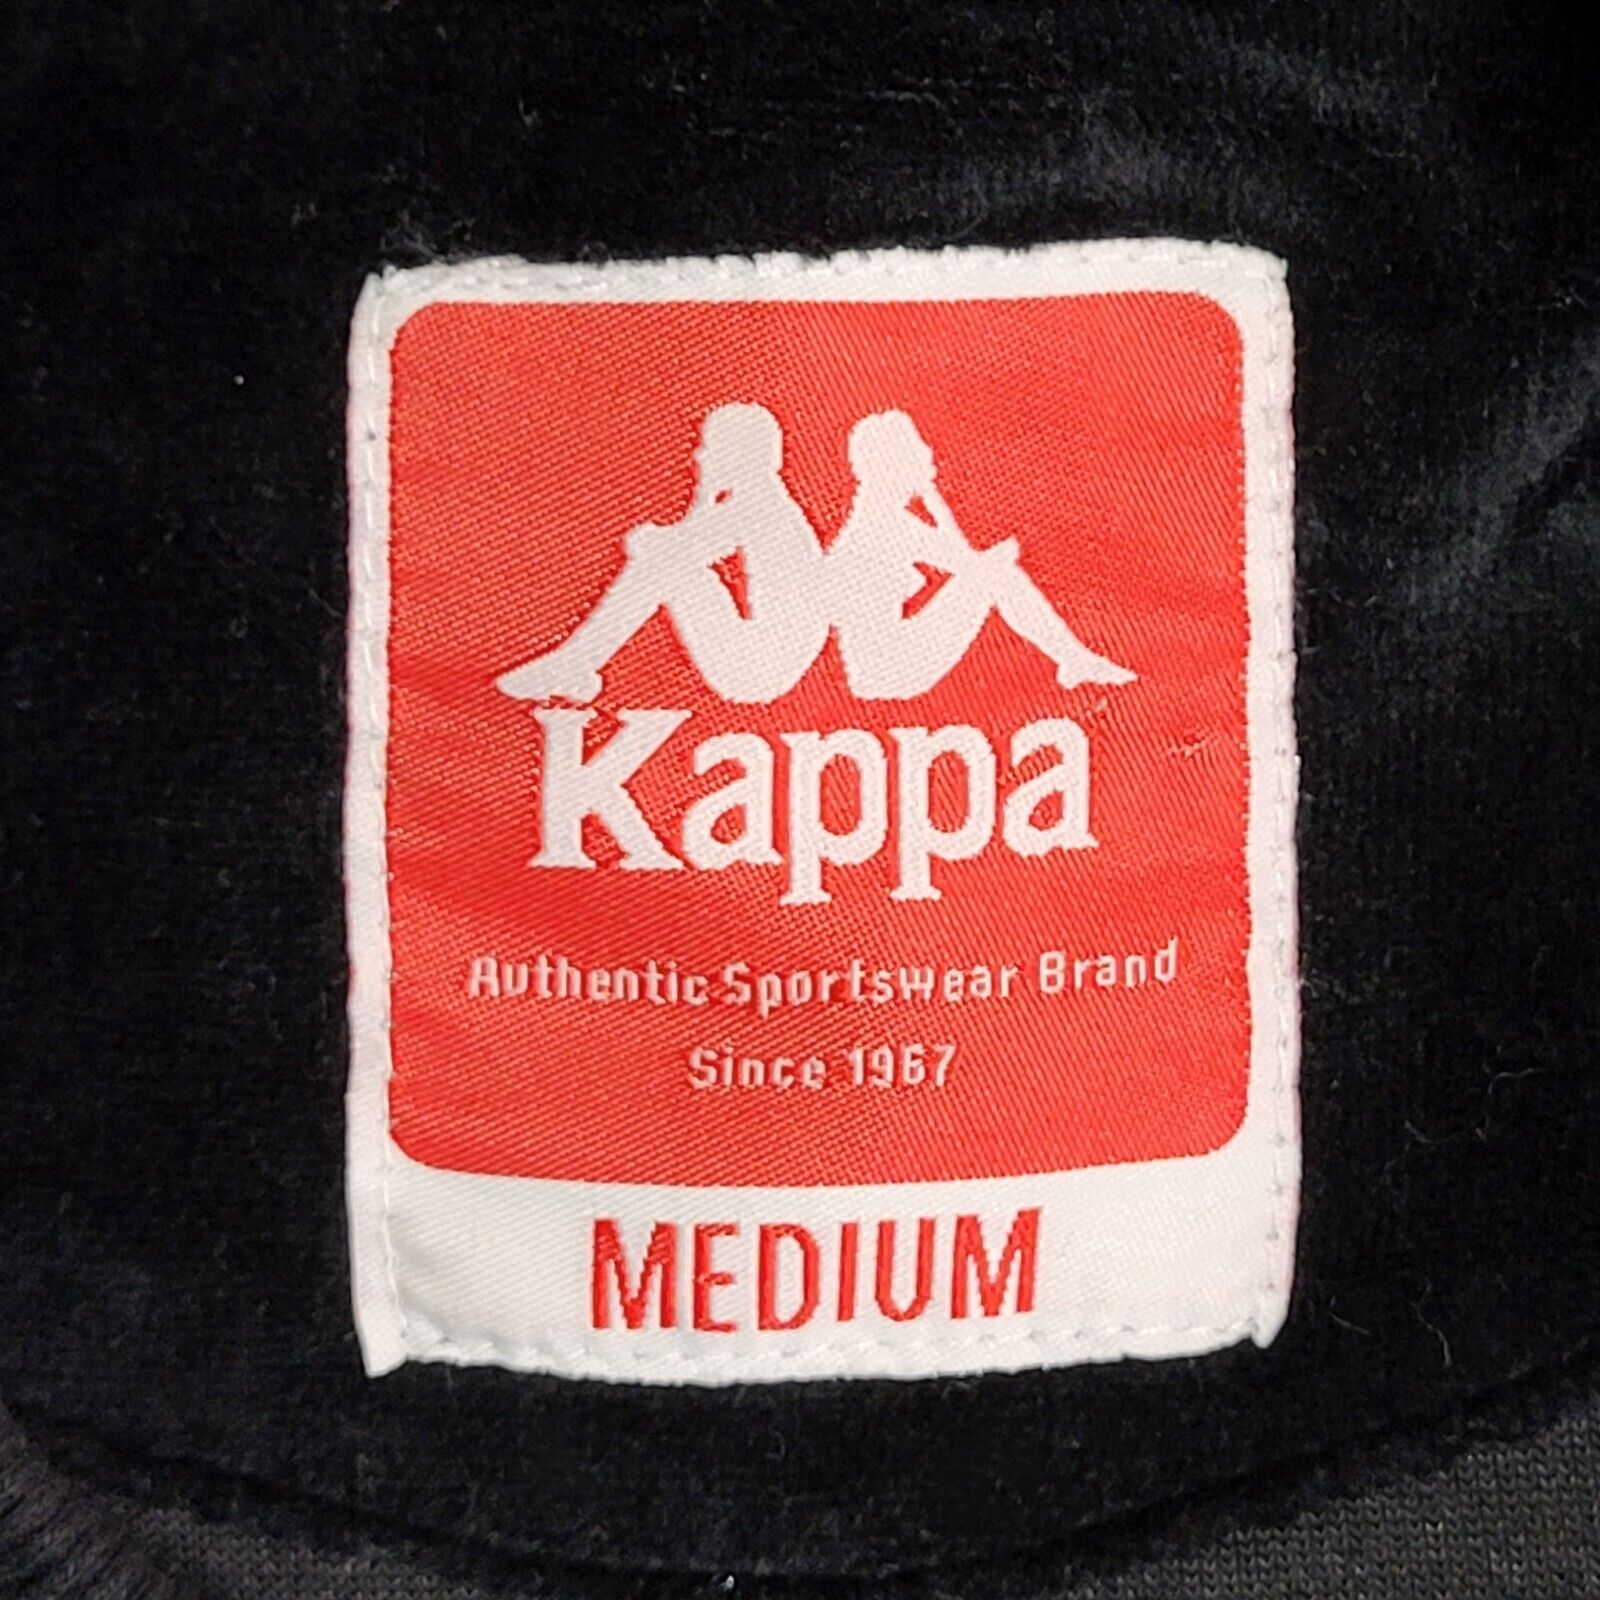 Kappa
Authentic Sportswear Brand
Since 1967
MEDIUM